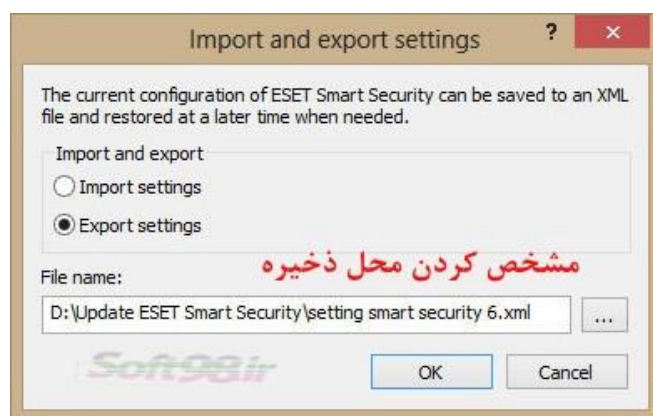 Import and export settings
?
×
The current configuration of ESET Smart Security can be saved to an XML
file and restored at a later time when needed.
Import and export
Import settings
Export settings
مشخص کردن محل ذخیره
File name:
D:\Update ESET Smart Security\setting smart security 6.xml
...
Soft98.ir
OK
Cancel